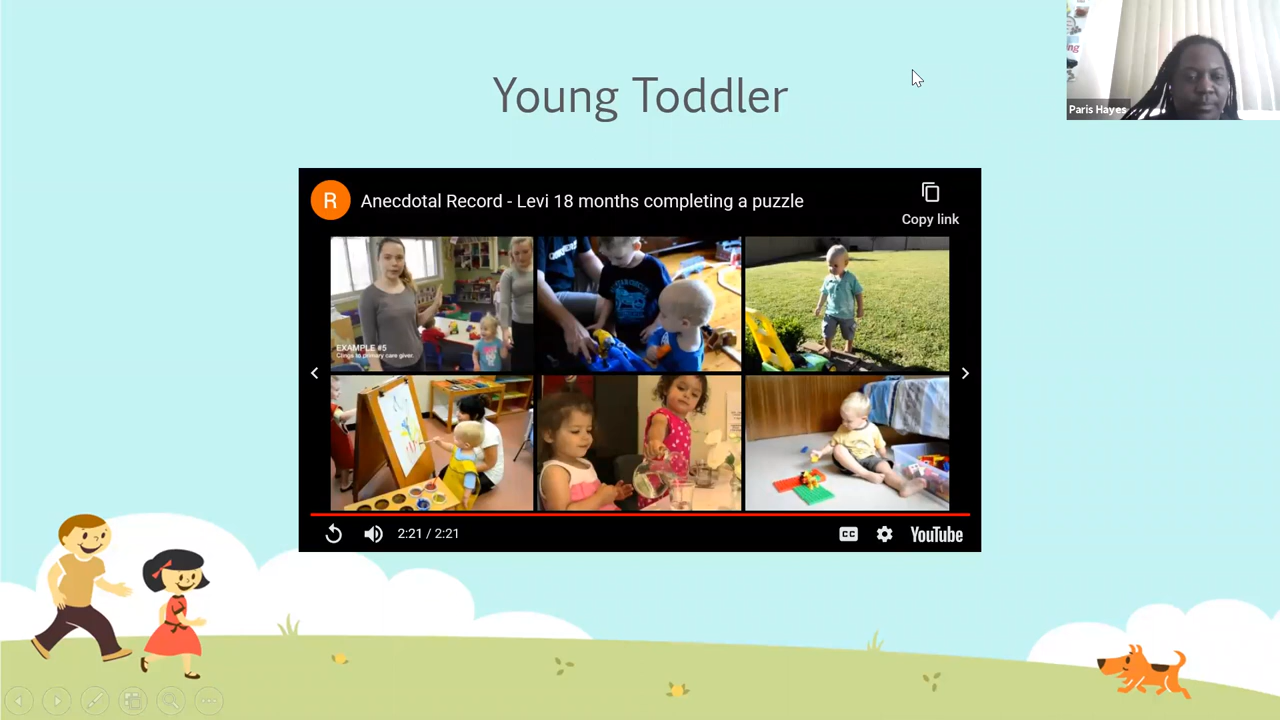 Young Toddler
Paris Hayes
R
Anecdotal Record - Levi 18 months completing a puzzle
Copy link
EXAMPLE #5
Clings to primary care giver.
2:21 / 2:21
CC
YouTube